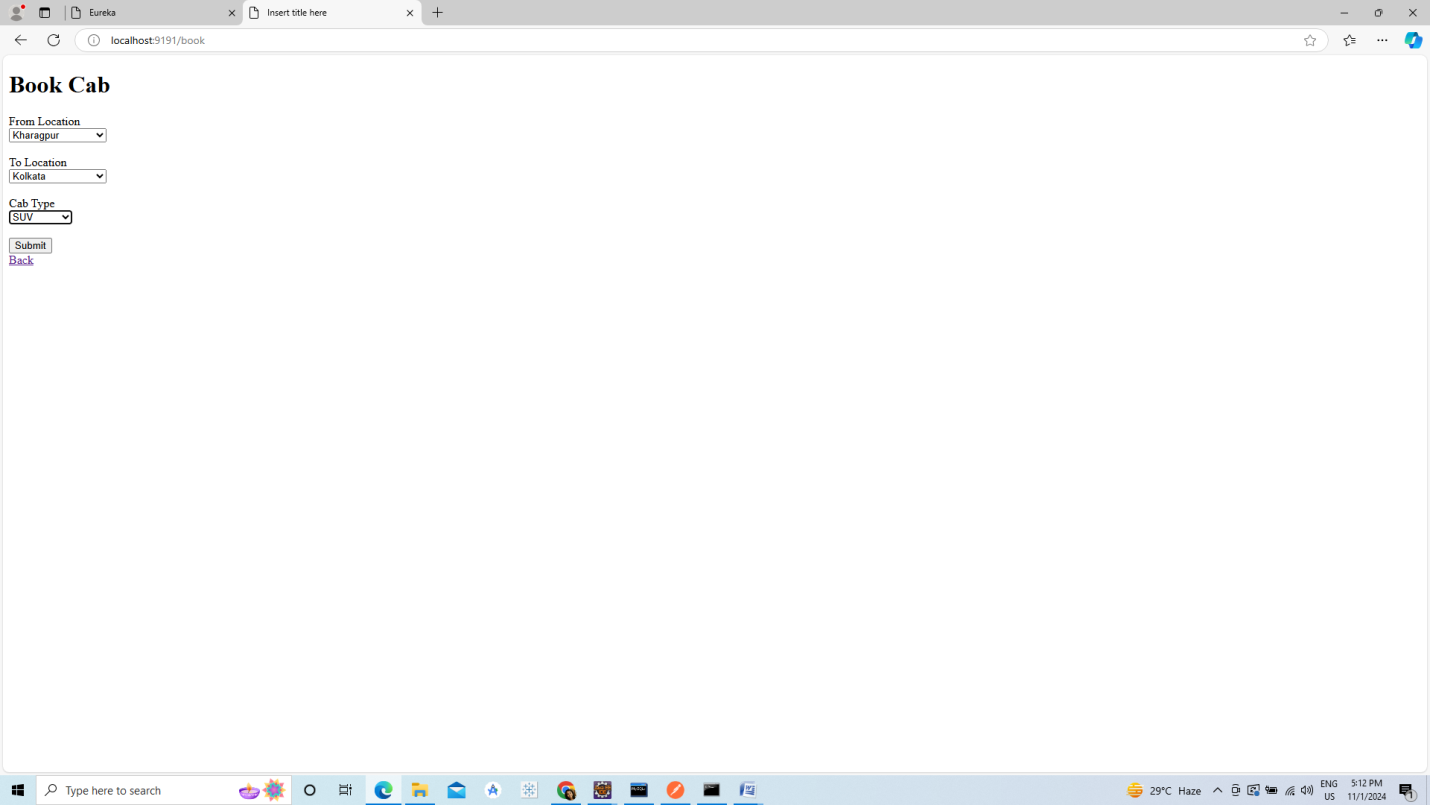 Eureka
Insert title here
localhost:9191/book
Book Cab
From Location
Kharagpur
To Location
Kolkata
Cab Type
SUV
Submit
Back
Type here to search
29°C Haze
ENG
US
5:12 PM
11/1/2024
1